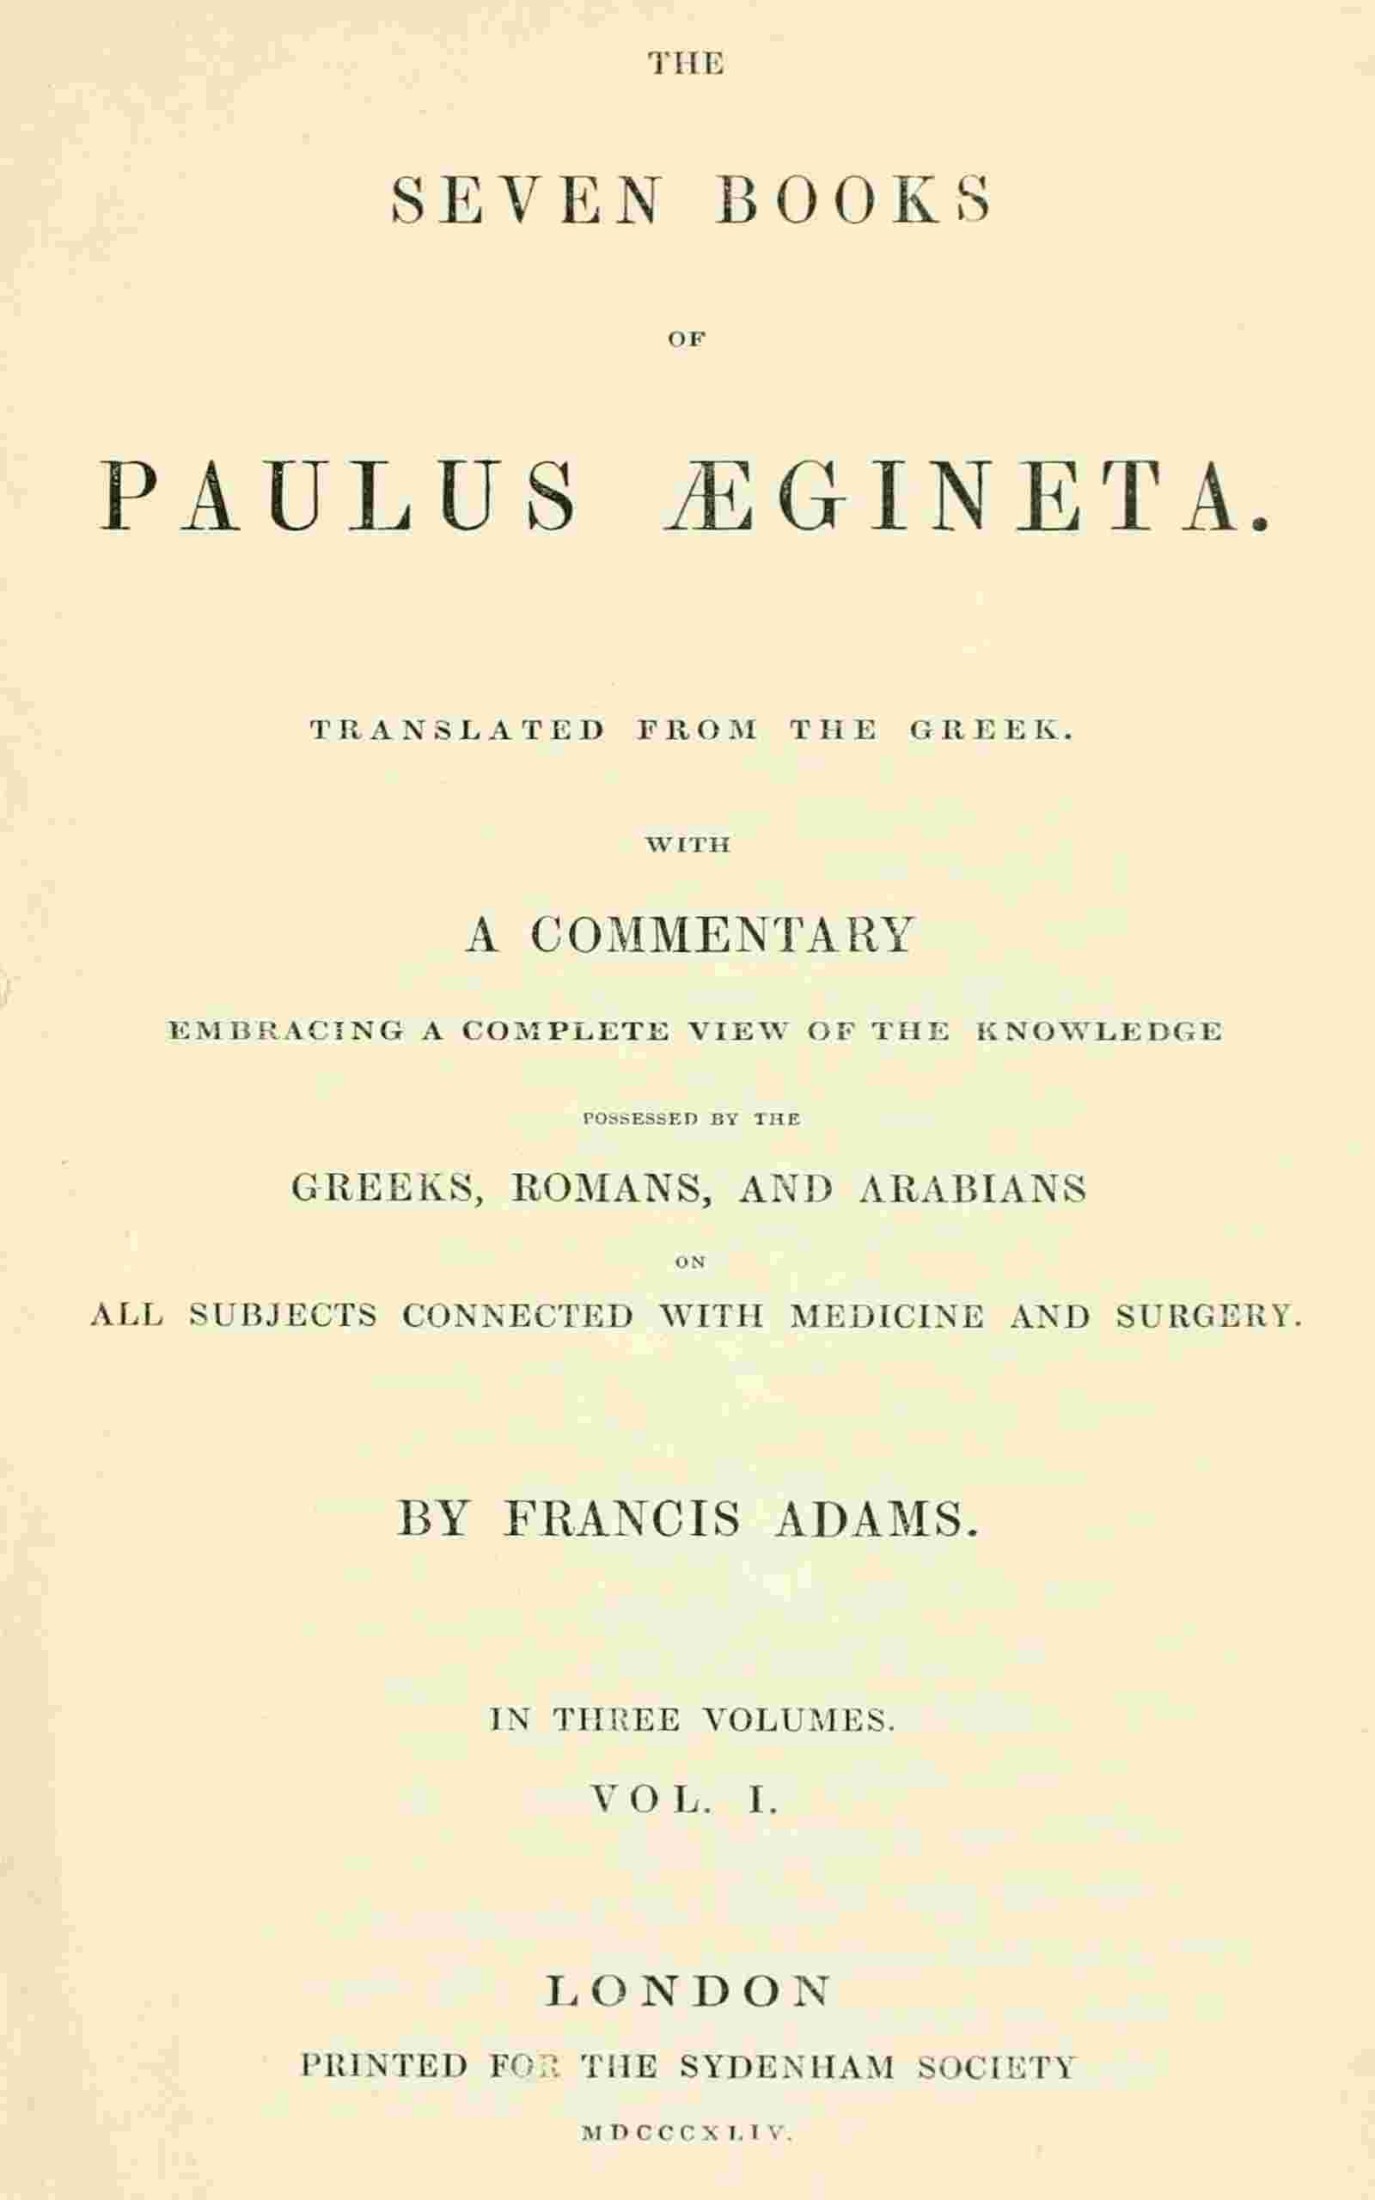 THE
SEVEN BOOKS
OF
PAULUS ÆGINETA.
TRANSLATED FROM THE GREEK.
WITH
A COMMENTARY
EMBRACING A COMPLETE VIEW OF THE KNOWLEDGE
POSSESSED BY THE
GREEKS, ROMANS, AND ARABIANS
ON
ALL SUBJECTS CONNECTED WITH MEDICINE AND SURGERY.
BY FRANCIS ADAMS.
IN THREE VOLUMES.
VOL. I.
LONDON
PRINTED FOR THE SYDENHAM SOCIETY
MDCCCXLIV.